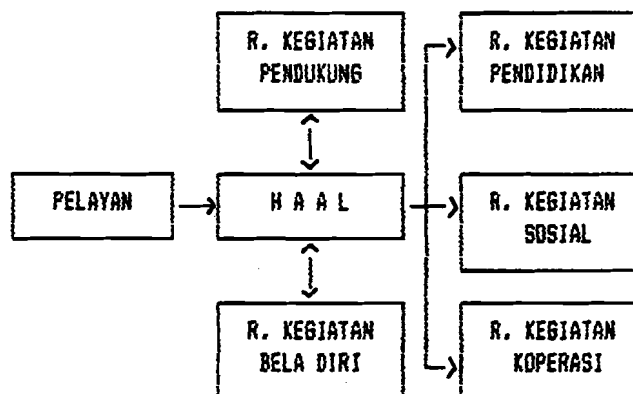 R. KEGIATAN
PENDUKUNG
R. KEGIATAN
PENDIDIKAN
PELAYAN
H A A L
R. KEGIATAN
SOSIAL
R. KEGIATAN
BELA DIRI
R. KEGIATAN
KOPERASI